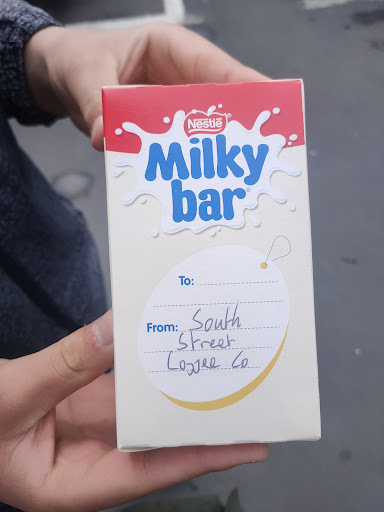 Nestlé
Milky
bar
To:
From: South
Street
Coffee Co